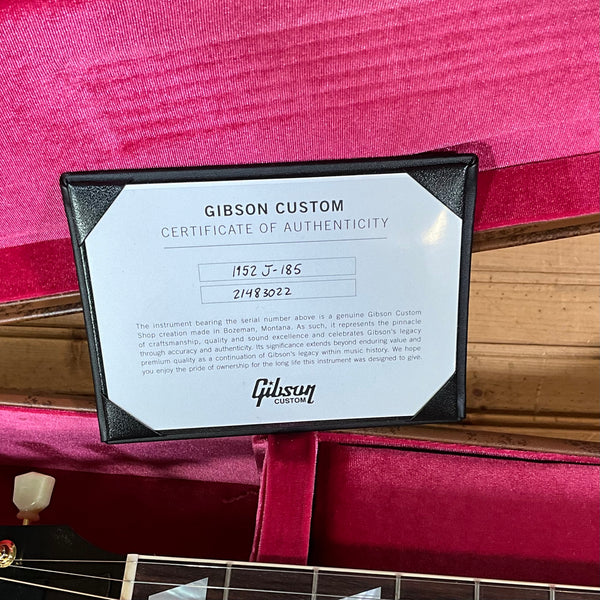 GIBSON CUSTOM
CERTIFICATE OF AUTHENTICITY
1952 J-185
21483022
The instrument bearing the serial number above is a genuine Gibson Custom
Shop creation made in Bozeman, Montana. As such, it represents the pinnacle
of craftsmanship, quality and sound excellence and celebrates Gibson's legacy
through accuracy and authenticity. Its significance extends beyond enduring value and
premium quality as a continuation of Gibson's legacy within music history. We hope
you enjoy the pride of ownership for the long life this instrument was designed to give.
Gibson
CUSTOM